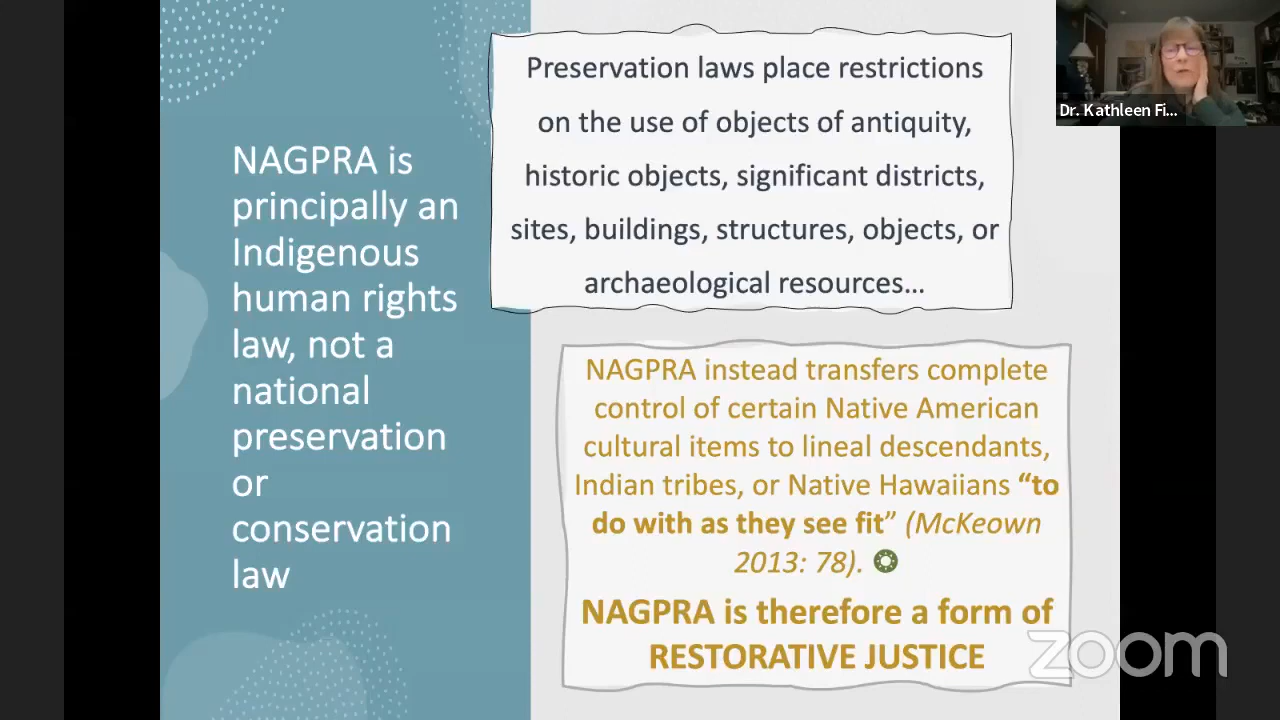 NAGPRA is
principally an
Indigenous
human rights
law, not a
national
preservation
or
conservation
law
Preservation laws place restrictions
on the use of objects of antiquity,
historic objects, significant districts,
sites, buildings, structures, objects, or
archaeological resources…
NAGPRA instead transfers complete
control of certain Native American
cultural items to lineal descendants,
Indian tribes, or Native Hawaiians “to
do with as they see fit” (McKeown
2013: 78).
NAGPRA is therefore a form of
RESTORATIVE JUSTICE
Dr. Kathleen Fi...
zoom